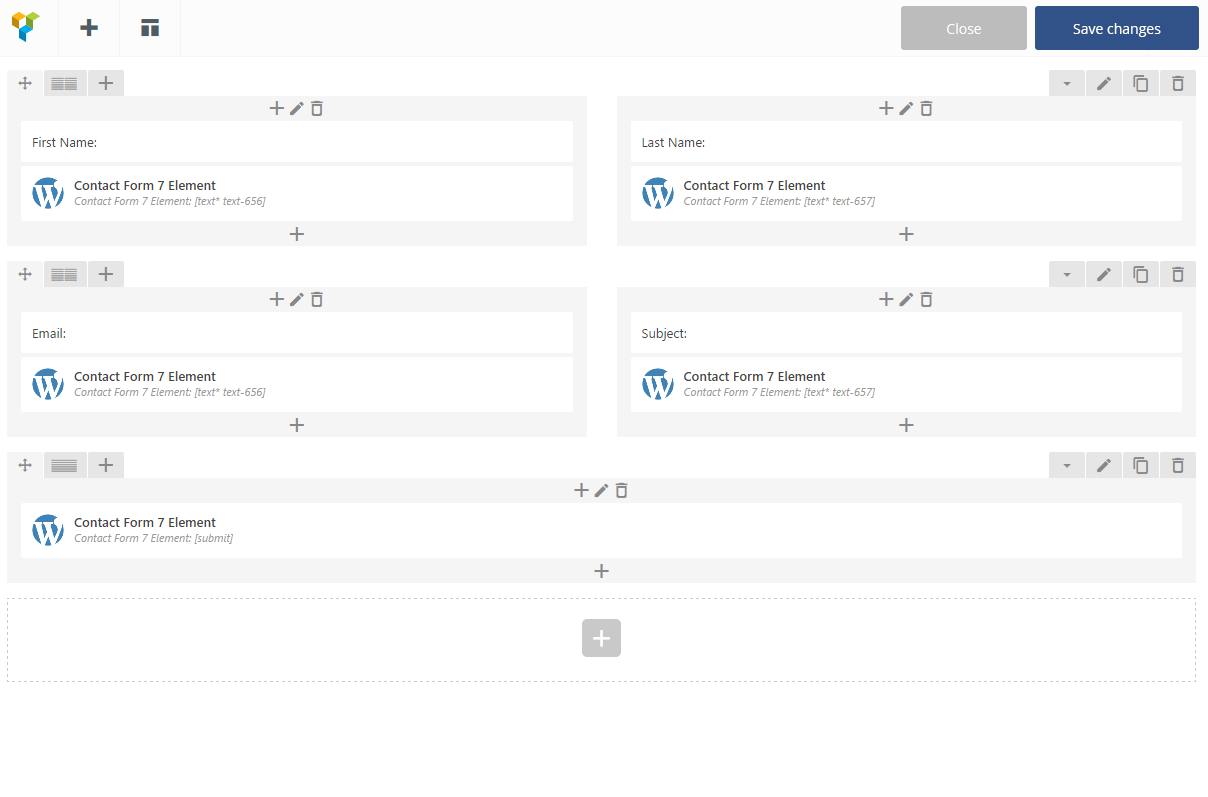 Close
Save changes
First Name:
Last Name:
Contact Form 7 Element
Contact Form 7 Element: [text* text-656]
Contact Form 7 Element
Contact Form 7 Element: [text* text-657]
Email:
Subject:
Contact Form 7 Element
Contact Form 7 Element: [text* text-656]
Contact Form 7 Element
Contact Form 7 Element: [text* text-657]
Contact Form 7 Element
Contact Form 7 Element: [submit]